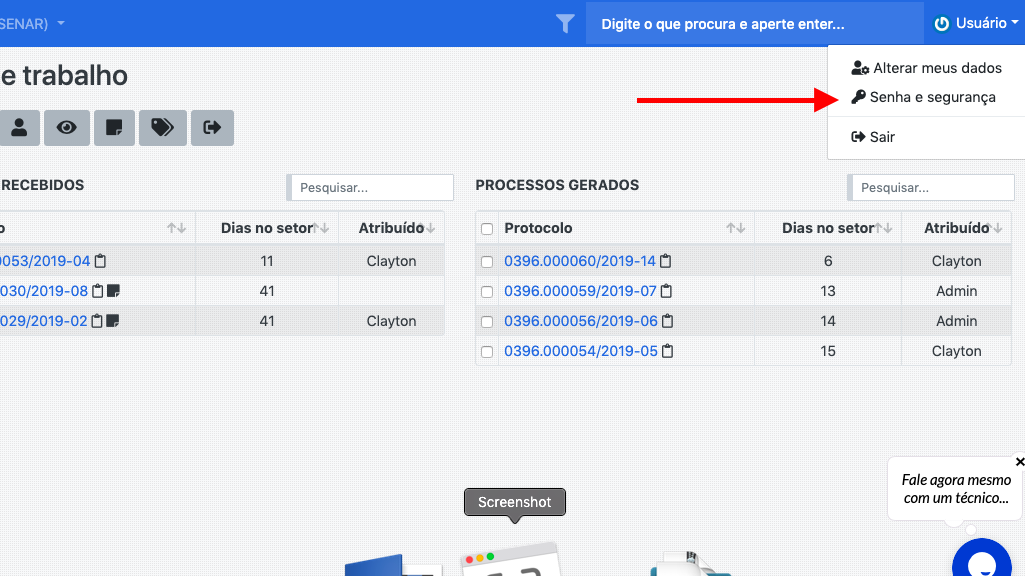 SENAR)
Digite o que procura e aperte enter...
Usuário
e trabalho
Alterar meus dados
Senha e segurança
Sair
RECEBIDOS
Pesquisar...
PROCESSOS GERADOS
Pesquisar...
o Dias no setor Atribuído
Protocolo Dias no setor Atribuído
0053/2019-04 11 Clayton
0396.000060/2019-14 6 Clayton
030/2019-08 41
0396.000059/2019-07 13 Admin
029/2019-02 41 Clayton
0396.000056/2019-06 14 Admin
0396.000054/2019-05 15 Clayton
Fale agora mesmo
com um técnico...
Screenshot